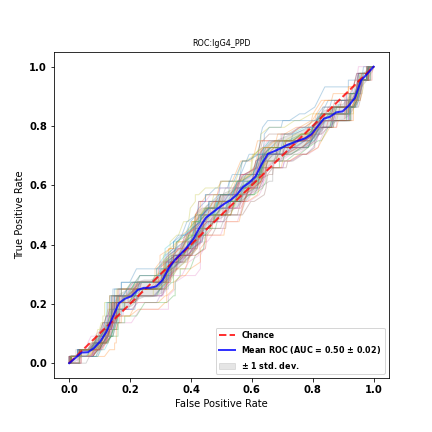 ROC:IgG4_PPD
True Positive Rate
1.0
0.8
0.6
0.4
0.2
0.0
Chance
Mean ROC (AUC = 0.50 ± 0.02)
± 1 std. dev.
0.0 0.2 0.4 0.6 0.8 1.0
False Positive Rate